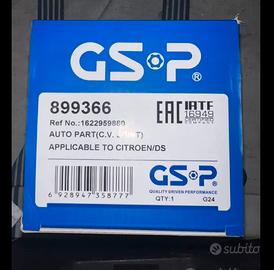 GSP®
899366
Ref No.:1622959880
AUTO PART(C.V. JOINT)
APPLICABLE TO CITROEN/DS
EAC IATF
16949
6 928947 358777
GSP
QUALITY DRIVEN PERFORMANCE
QTY:1 G24
subito